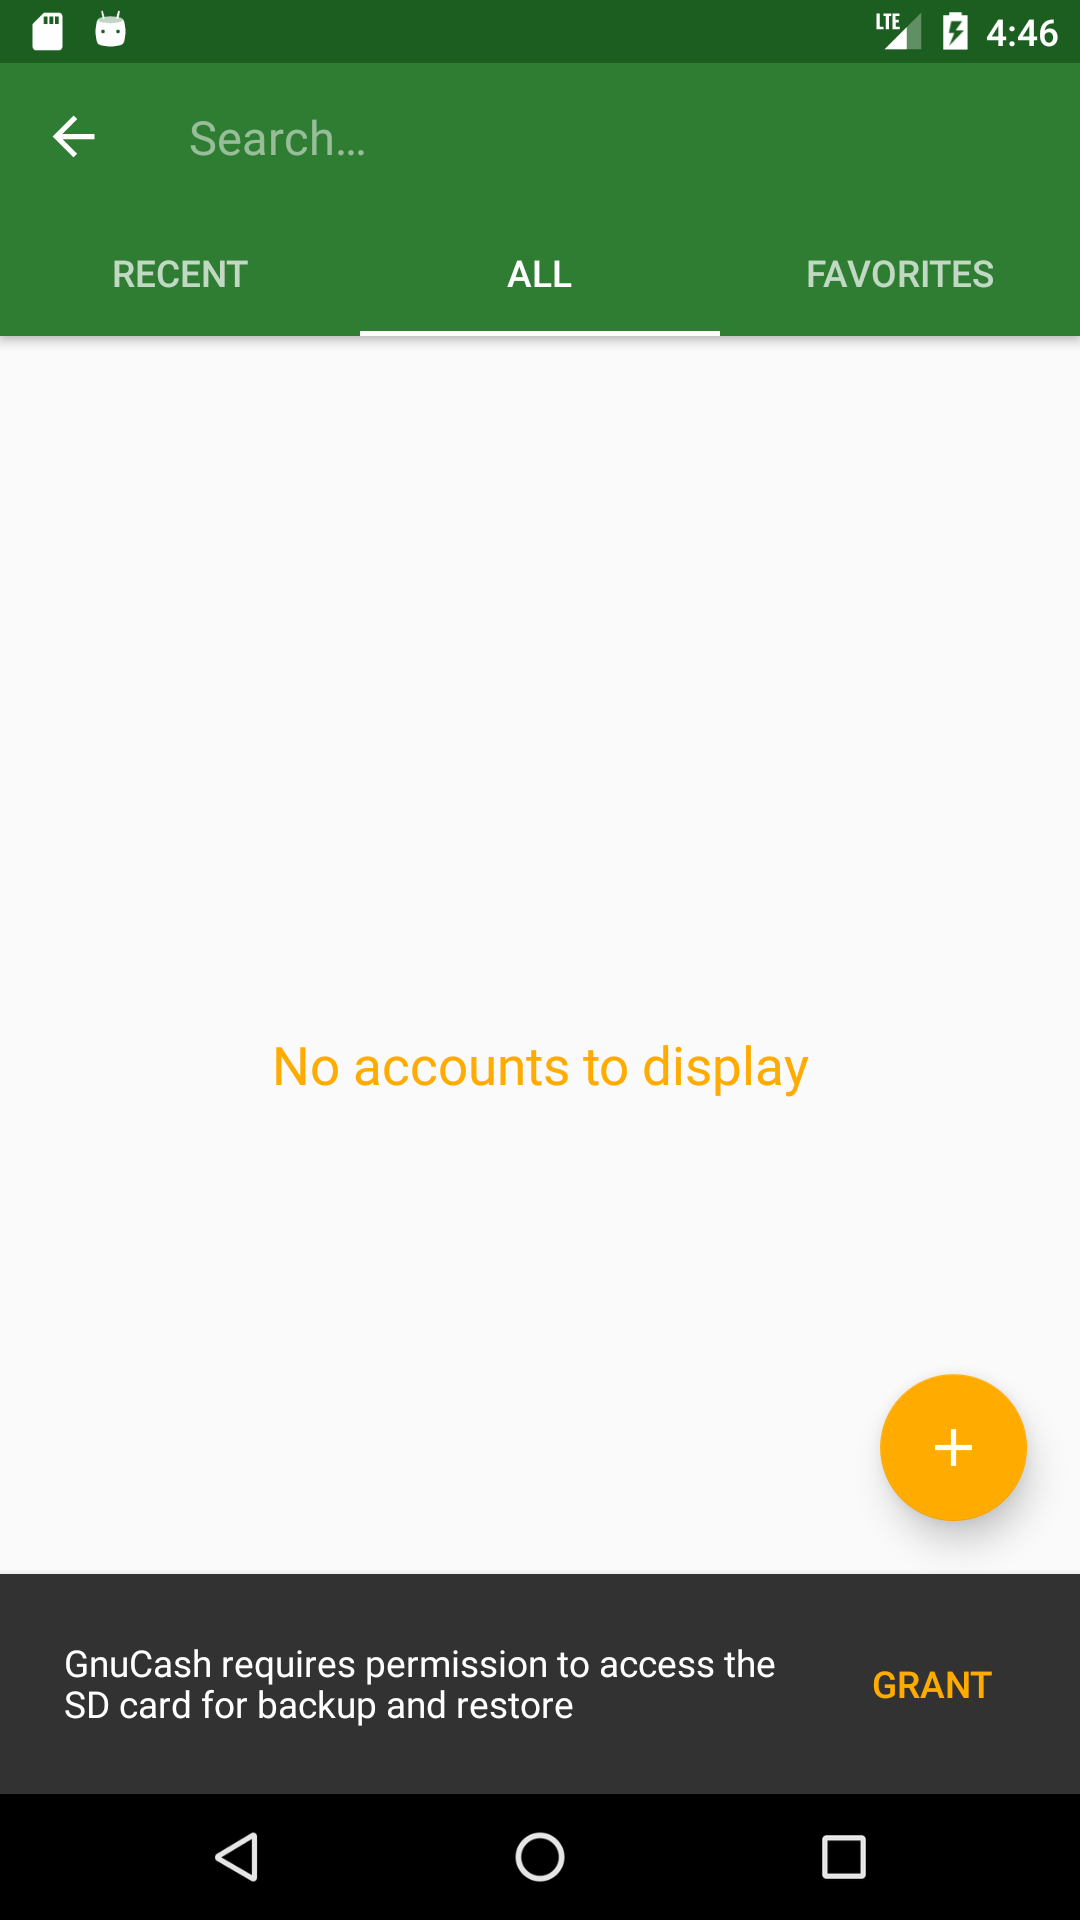 LTE 4:46
Search…
RECENT ALL FAVORITES
No accounts to display
GnuCash requires permission to access the
SD card for backup and restore
GRANT